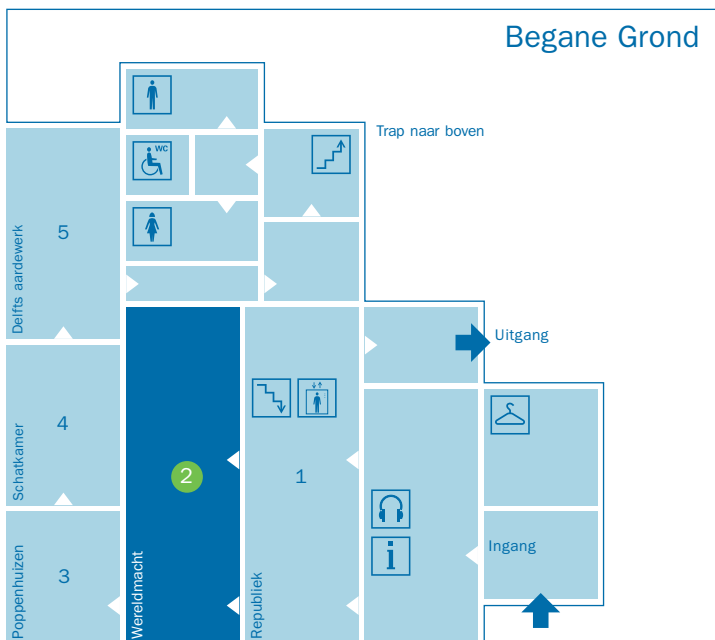 Begane Grond
Trap naar boven
WC
5
Delfts aardewerk
Uitgang
4
Schatkamer
2
1
Ingang
i
3
Poppenhuizen
Wereldmacht
Republiek